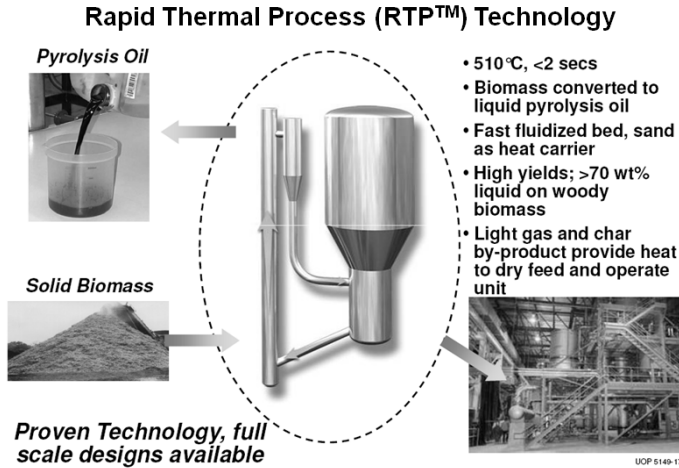 Rapid Thermal Process (RTP™) Technology
Pyrolysis Oil
Solid Biomass
Proven Technology, full
scale designs available
• 510°C, <2 secs
• Biomass converted to
liquid pyrolysis oil
• Fast fluidized bed, sand
as heat carrier
• High yields; >70 wt%
liquid on woody
biomass
• Light gas and char
by-product provide heat
to dry feed and operate
unit
UOP 5149-17